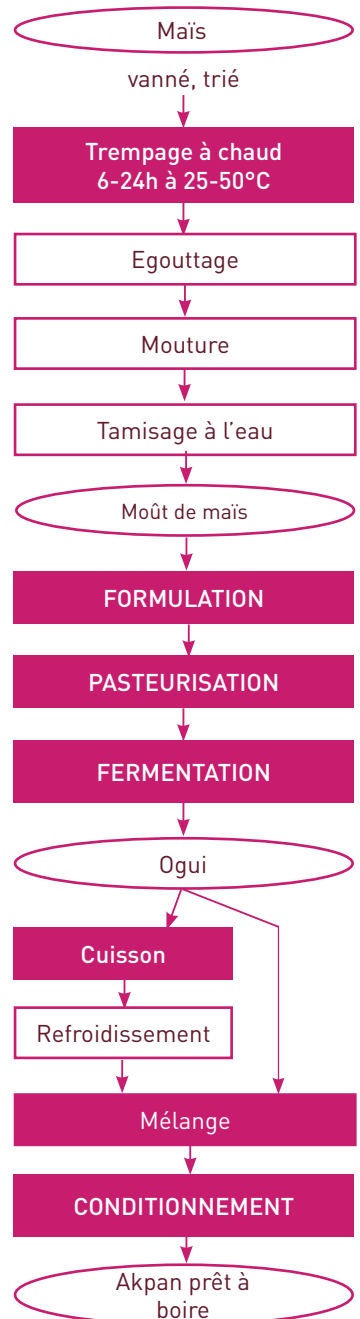 Maïs
vanné, trié
Trempage à chaud
6-24h à 25-50°C
Egouttage
Mouture
Tamisage à l'eau
Moût de maïs
FORMULATION
PASTEURISATION
FERMENTATION
Ogui
Cuisson
Refroidissement
Mélange
CONDITIONNEMENT
Akpan prêt à
boire